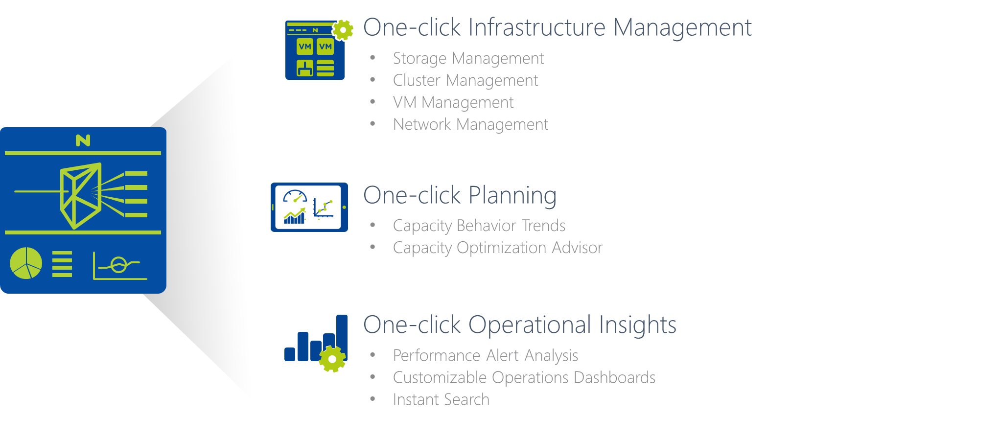 One-click Infrastructure Management
N
VM VM
• Storage Management
• Cluster Management
• VM Management
• Network Management
N
One-click Planning
• Capacity Behavior Trends
• Capacity Optimization Advisor
One-click Operational Insights
• Performance Alert Analysis
• Customizable Operations Dashboards
• Instant Search